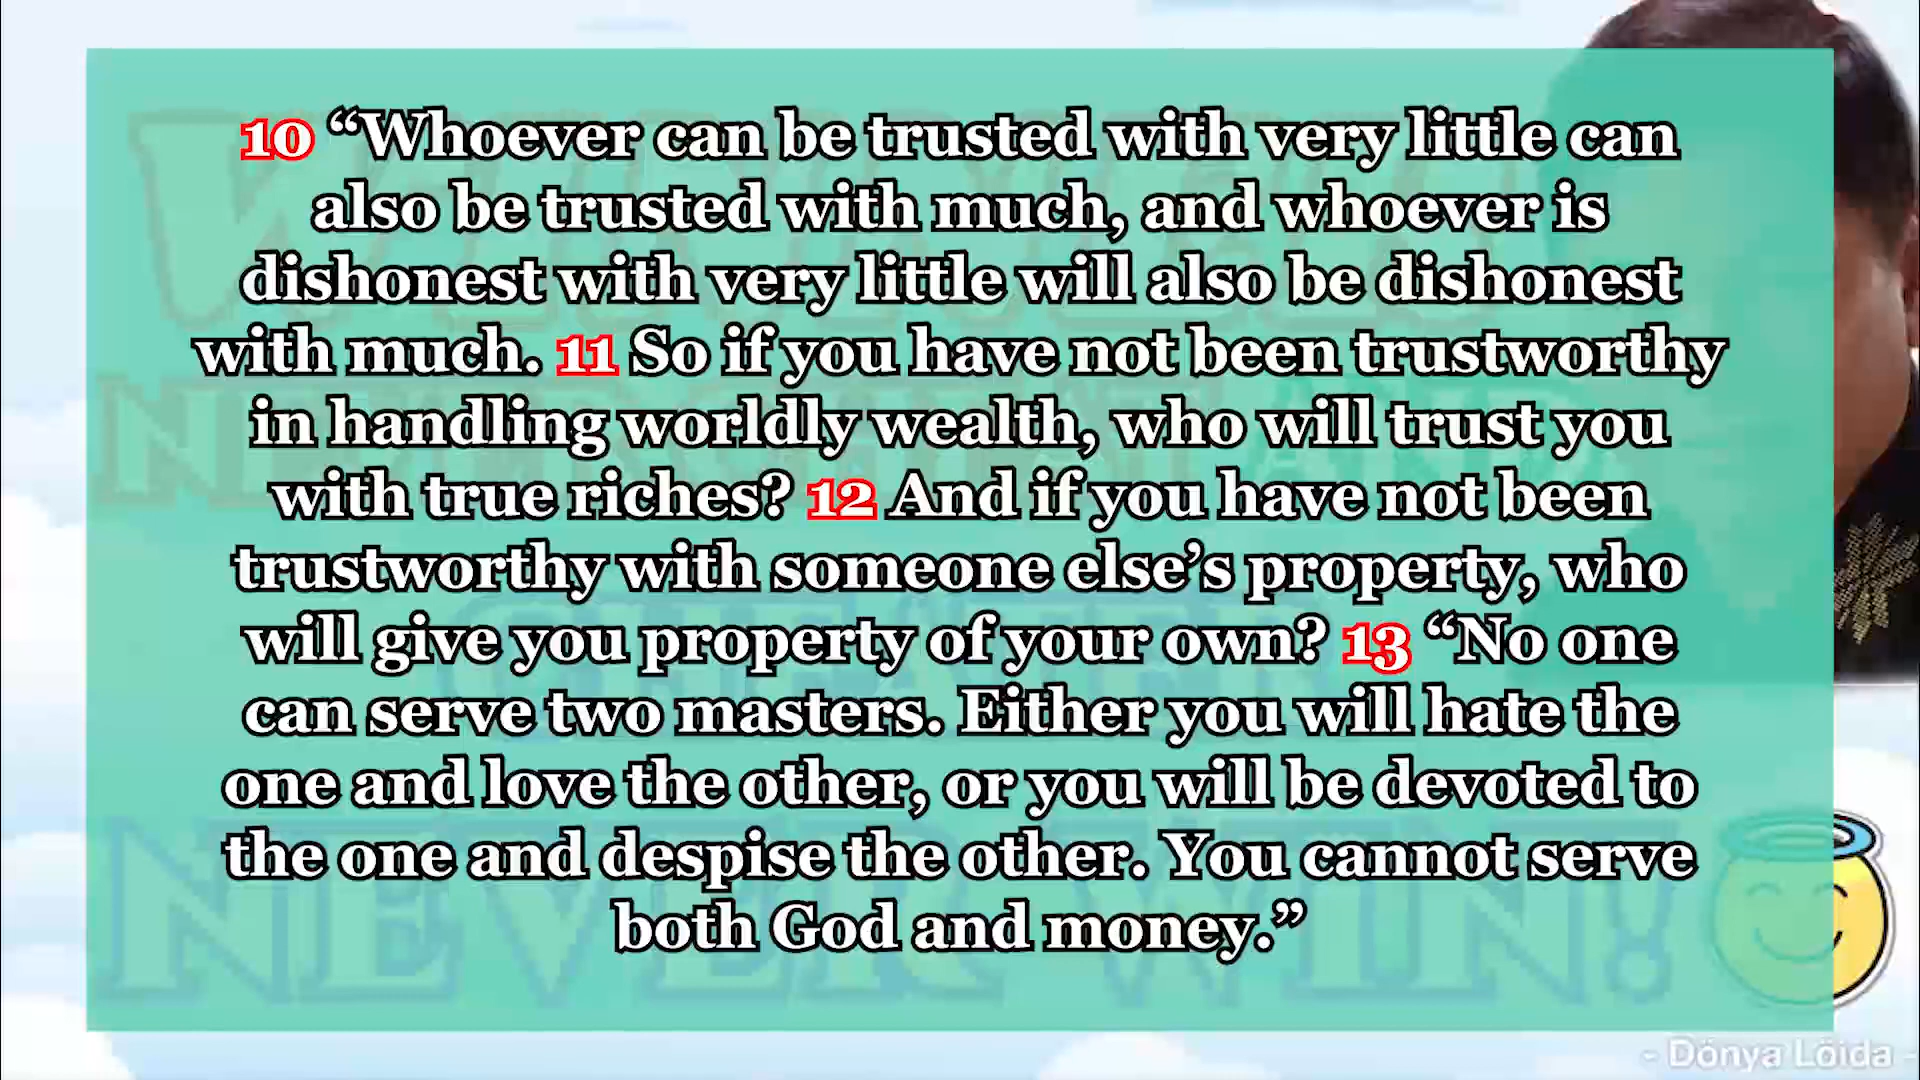 10 “Whoever can be trusted with very little can
also be trusted with much, and whoever is
dishonest with very little will also be dishonest
with much. 11 So if you have not been trustworthy
in handling worldly wealth, who will trust you
with true riches? 12 And if you have not been
trustworthy with someone else’s property, who
will give you property of your own? 13 “No one
can serve two masters. Either you will hate the
one and love the other, or you will be devoted to
the one and despise the other. You cannot serve
both God and money.”
NEVER WIN!
- Dönya Löida -